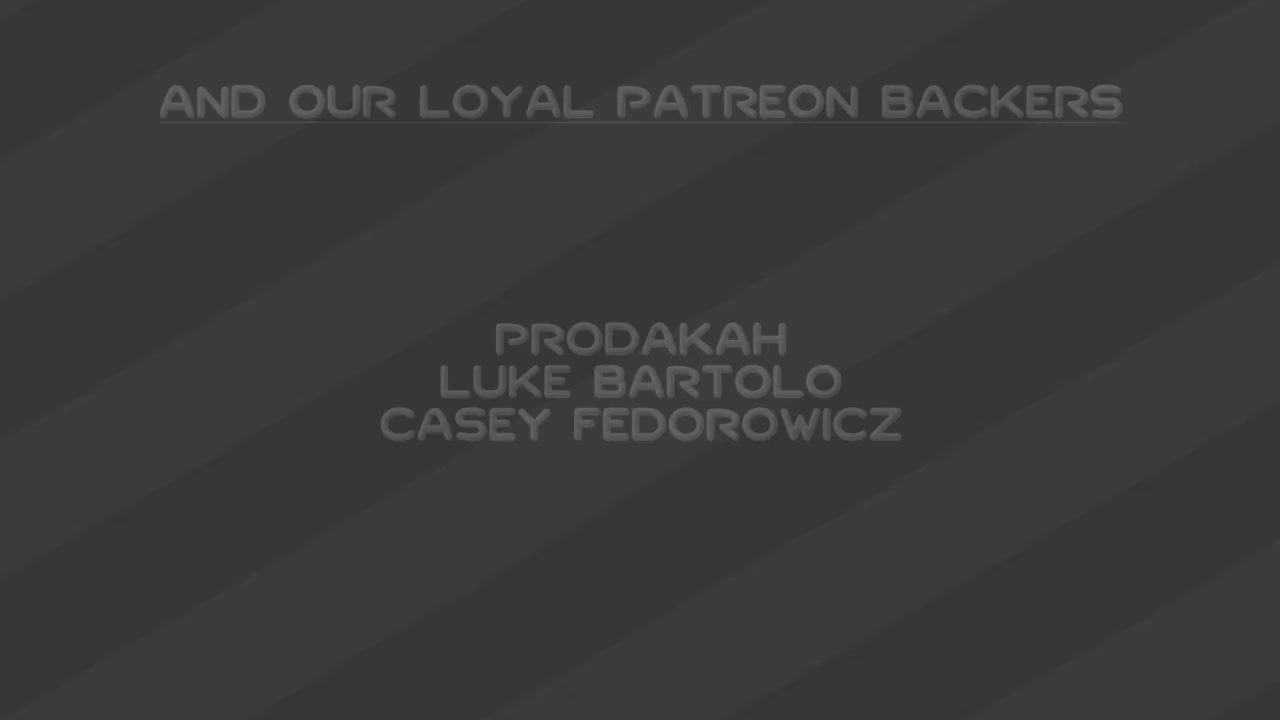 AND OUR LOYAL PATREON BACKERS
PRODAKAH
LUKE BARTOLO
CASEY FEDOROWICZ